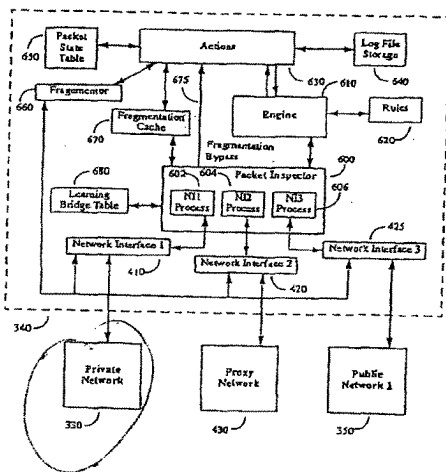 650
Packet
State
Table
Actions
Log File
Storage
640
630
675
610
660
Fragmentor
Engine
Rules
620
670
Fragmentation
Cache
Fragmentation
Bypass
600
680
Learning
Bridge Table
Packet Inspector
602
604
606
NI1
Process
NI2
Process
NI3
Process
425
Network Interface 1
410
Network Interface 2
420
Network Interface 3
340
Private
Network
330
Proxy
Network
430
Public
Network 1
350